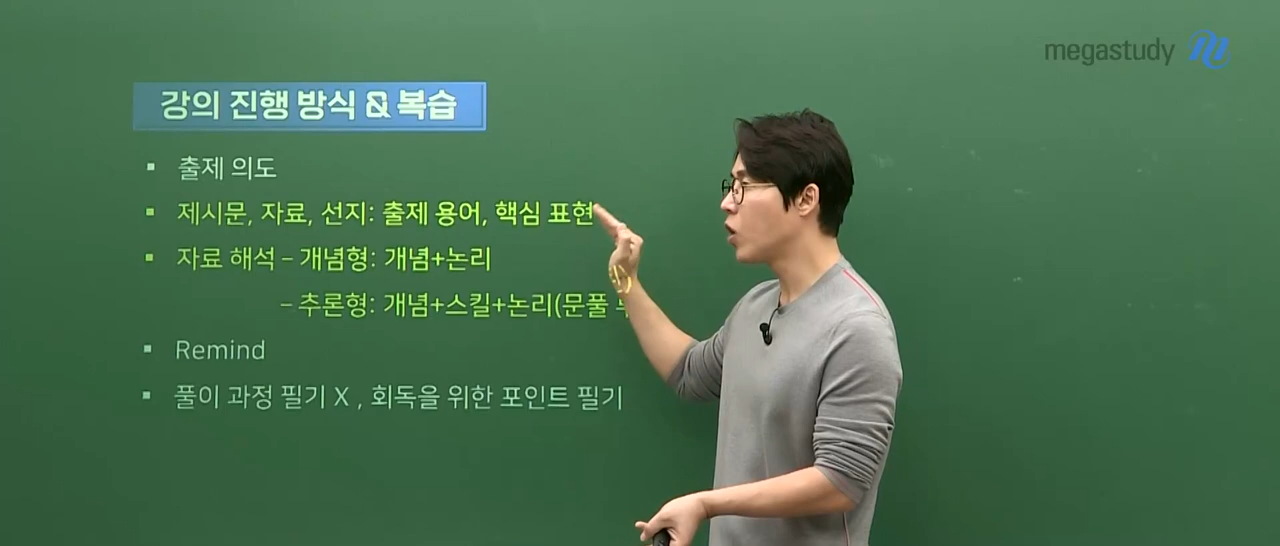 megastudy
강의 진행 방식 & 복습
▪ 출제 의도
▪ 제시문, 자료, 선지: 출제 용어, 핵심 표현
▪ 자료 해석 – 개념형: 개념+논리
– 추론형: 개념+스킬+논리(문풀
▪ Remind
▪ 풀이 과정 필기 X , 회독을 위한 포인트 필기